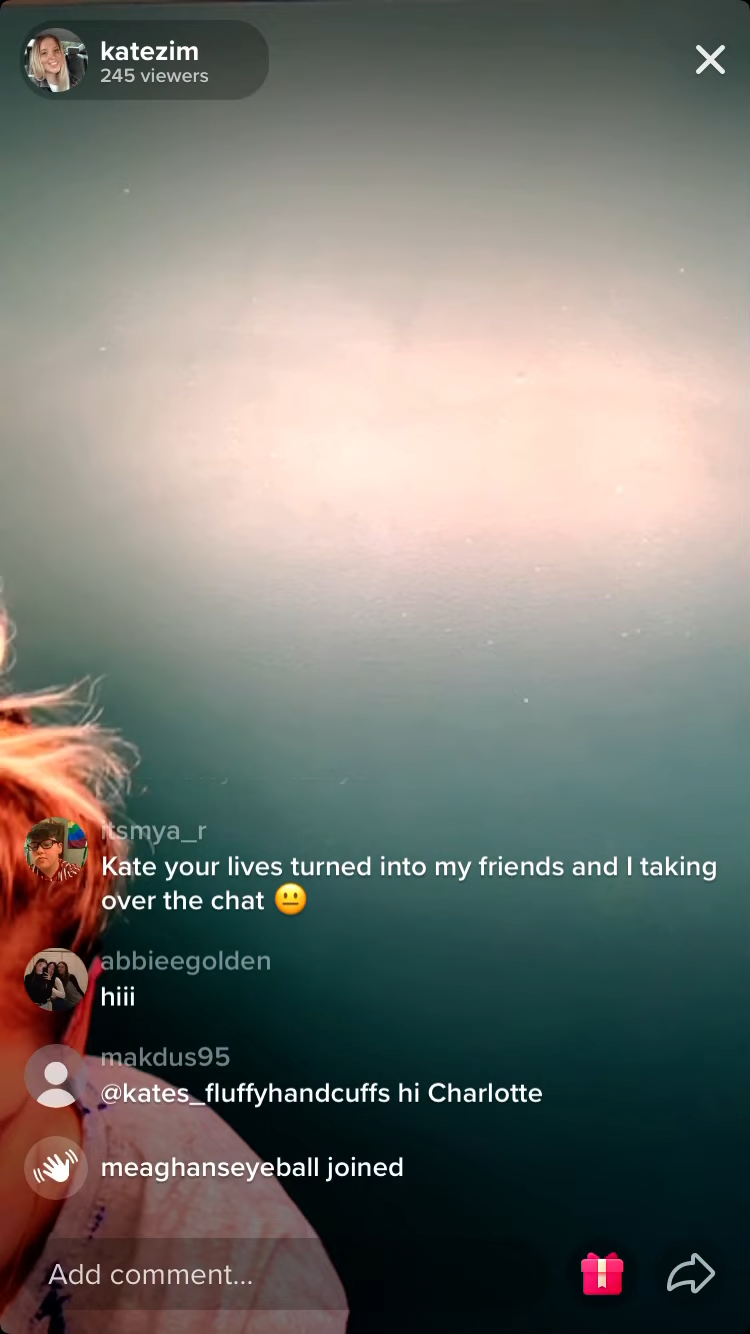 katezim
245 viewers
itsmya_r
Kate your lives turned into my friends and I taking
over the chat 😐
abbieegolden
hiii
makdus95
@kates_fluffyhandcuffs hi Charlotte
meaghanseyeball joined
Add comment...